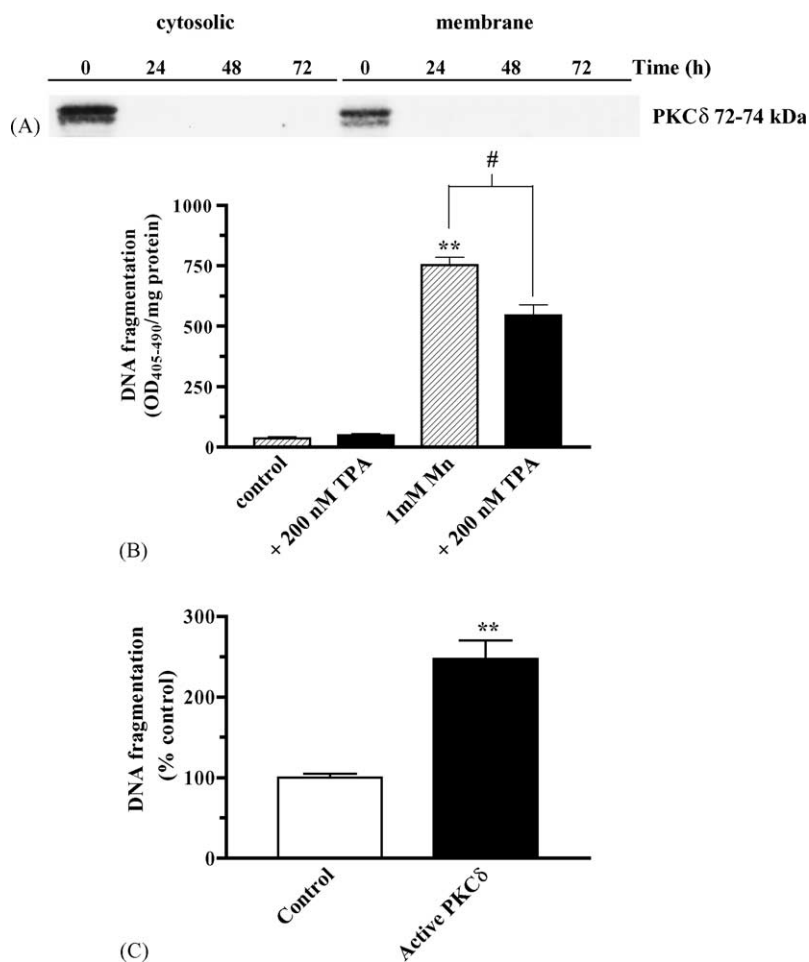 cytosolic membrane
0 24 48 72 0 24 48 72 Time (h)
(A) PKCδ 72-74 kDa
#
DNA fragmentation
(OD405-490/mg protein)
1000
750
500
250
0
**
control
+ 200 nM TPA
1mM Mn
+ 200 nM TPA
(B)
DNA fragmentation
(% control)
300
200
100
0
**
Control
Active PKCδ
(C)